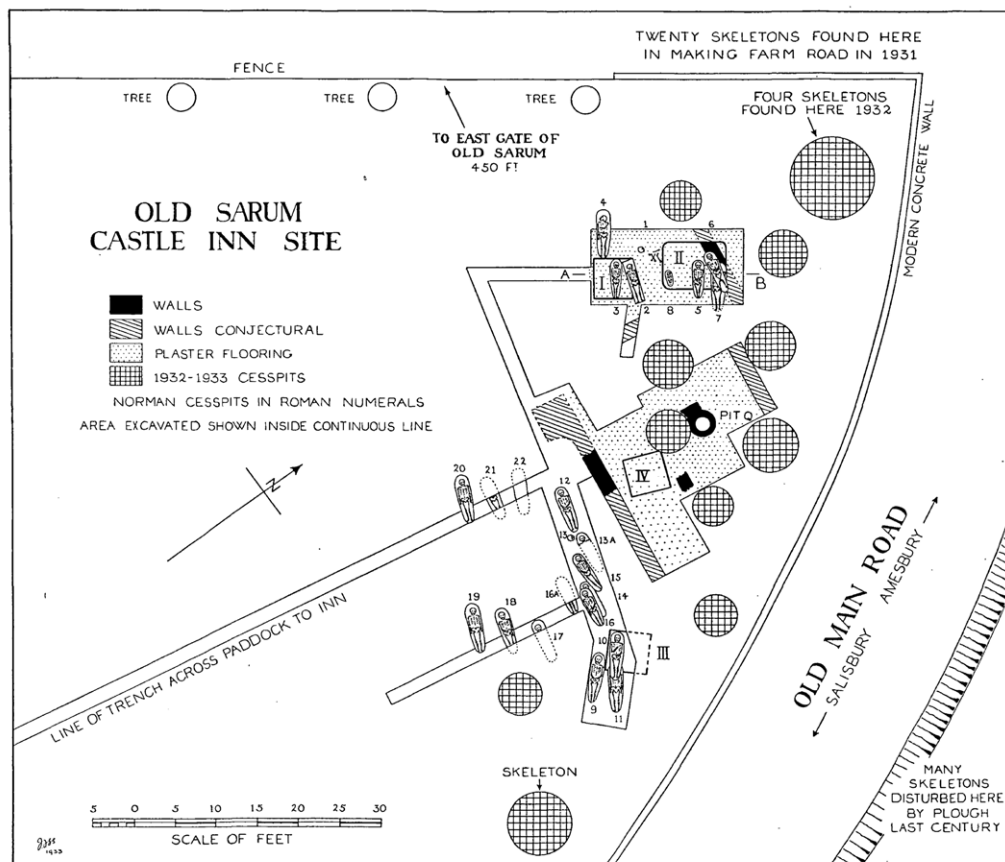 TWENTY SKELETONS FOUND HERE
IN MAKING FARM ROAD IN 1931
FENCE
TREE
TREE
TREE
FOUR SKELETONS
FOUND HERE 1932
TO EAST GATE OF
OLD SARUM
450 FT
MODERN CONCRETE WALL
OLD SARUM
CASTLE INN SITE
4
1
6
A
I
II
B
3
2
8
5
7
WALLS
WALLS CONJECTURAL
PLASTER FLOORING
1932-1933 CESSPITS
NORMAN CESSPITS IN ROMAN NUMERALS
AREA EXCAVATED SHOWN INSIDE CONTINUOUS LINE
PIT Q
IV
N
20
21
22
12
13
13A
15
16A
14
16
19
18
17
10
III
9
11
OLD MAIN ROAD
SALISBURY
AMESBURY
LINE OF TRENCH ACROSS PADDOCK TO INN
SKELETON
MANY
SKELETONS
DISTURBED HERE
BY PLOUGH
LAST CENTURY
5 0 5 10 15 20 25 30
SCALE OF FEET
1933